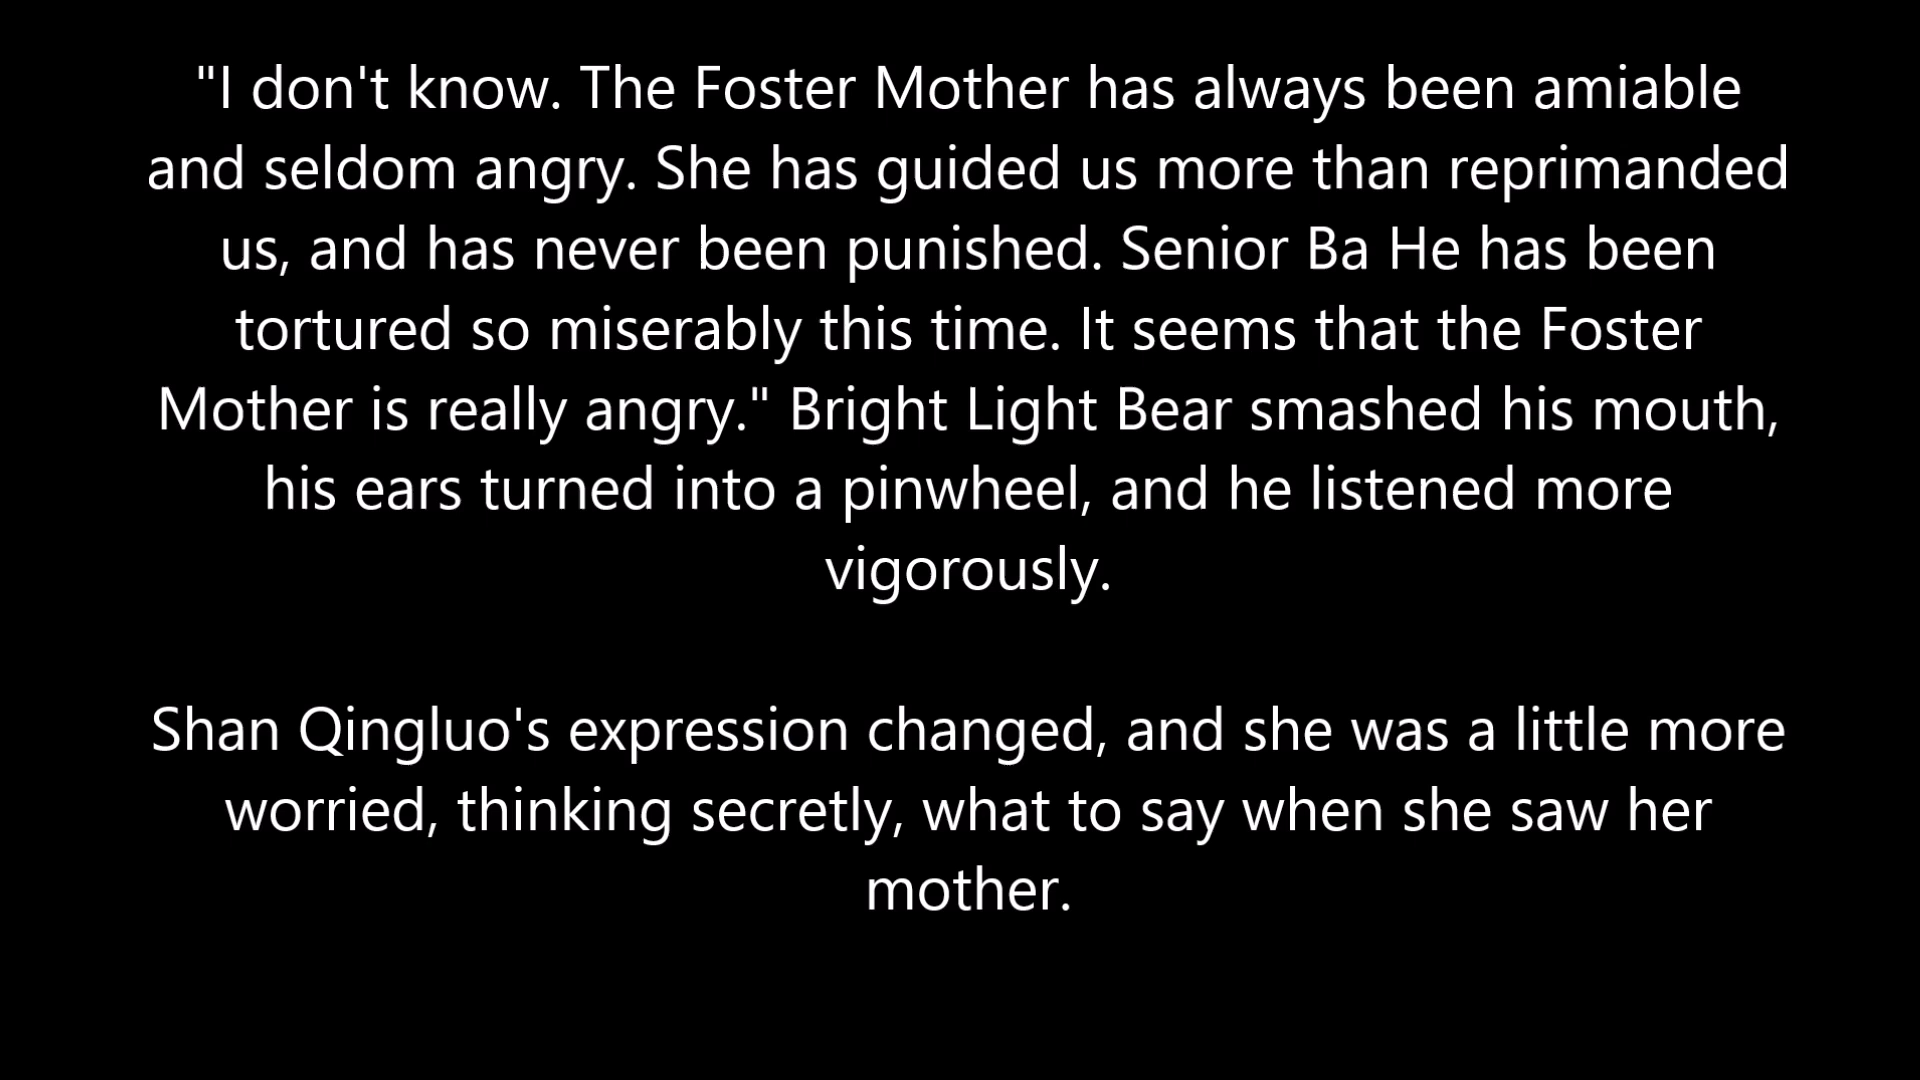 "I don't know. The Foster Mother has always been amiable
and seldom angry. She has guided us more than reprimanded
us, and has never been punished. Senior Ba He has been
tortured so miserably this time. It seems that the Foster
Mother is really angry." Bright Light Bear smashed his mouth,
his ears turned into a pinwheel, and he listened more
vigorously.
Shan Qingluo's expression changed, and she was a little more
worried, thinking secretly, what to say when she saw her
mother.